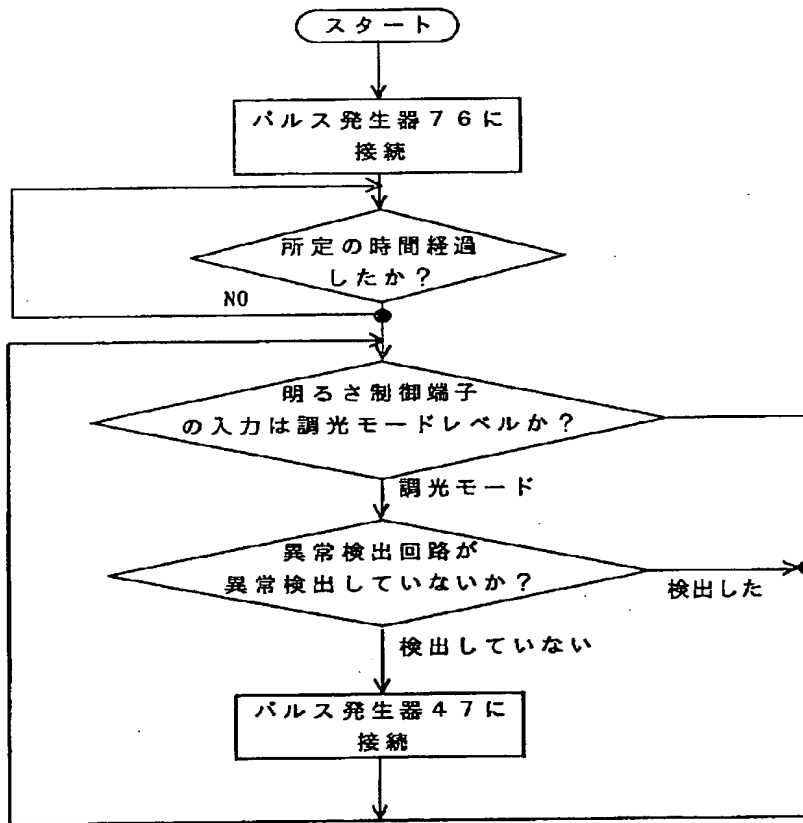 スタート
パルス発生器76に
接続
所定の時間経過
したか？
NO
明るさ制御端子
の入力は調光モードレベルか？
調光モード
異常検出回路が
異常検出していないか？
検出した
検出していない
パルス発生器47に
接続